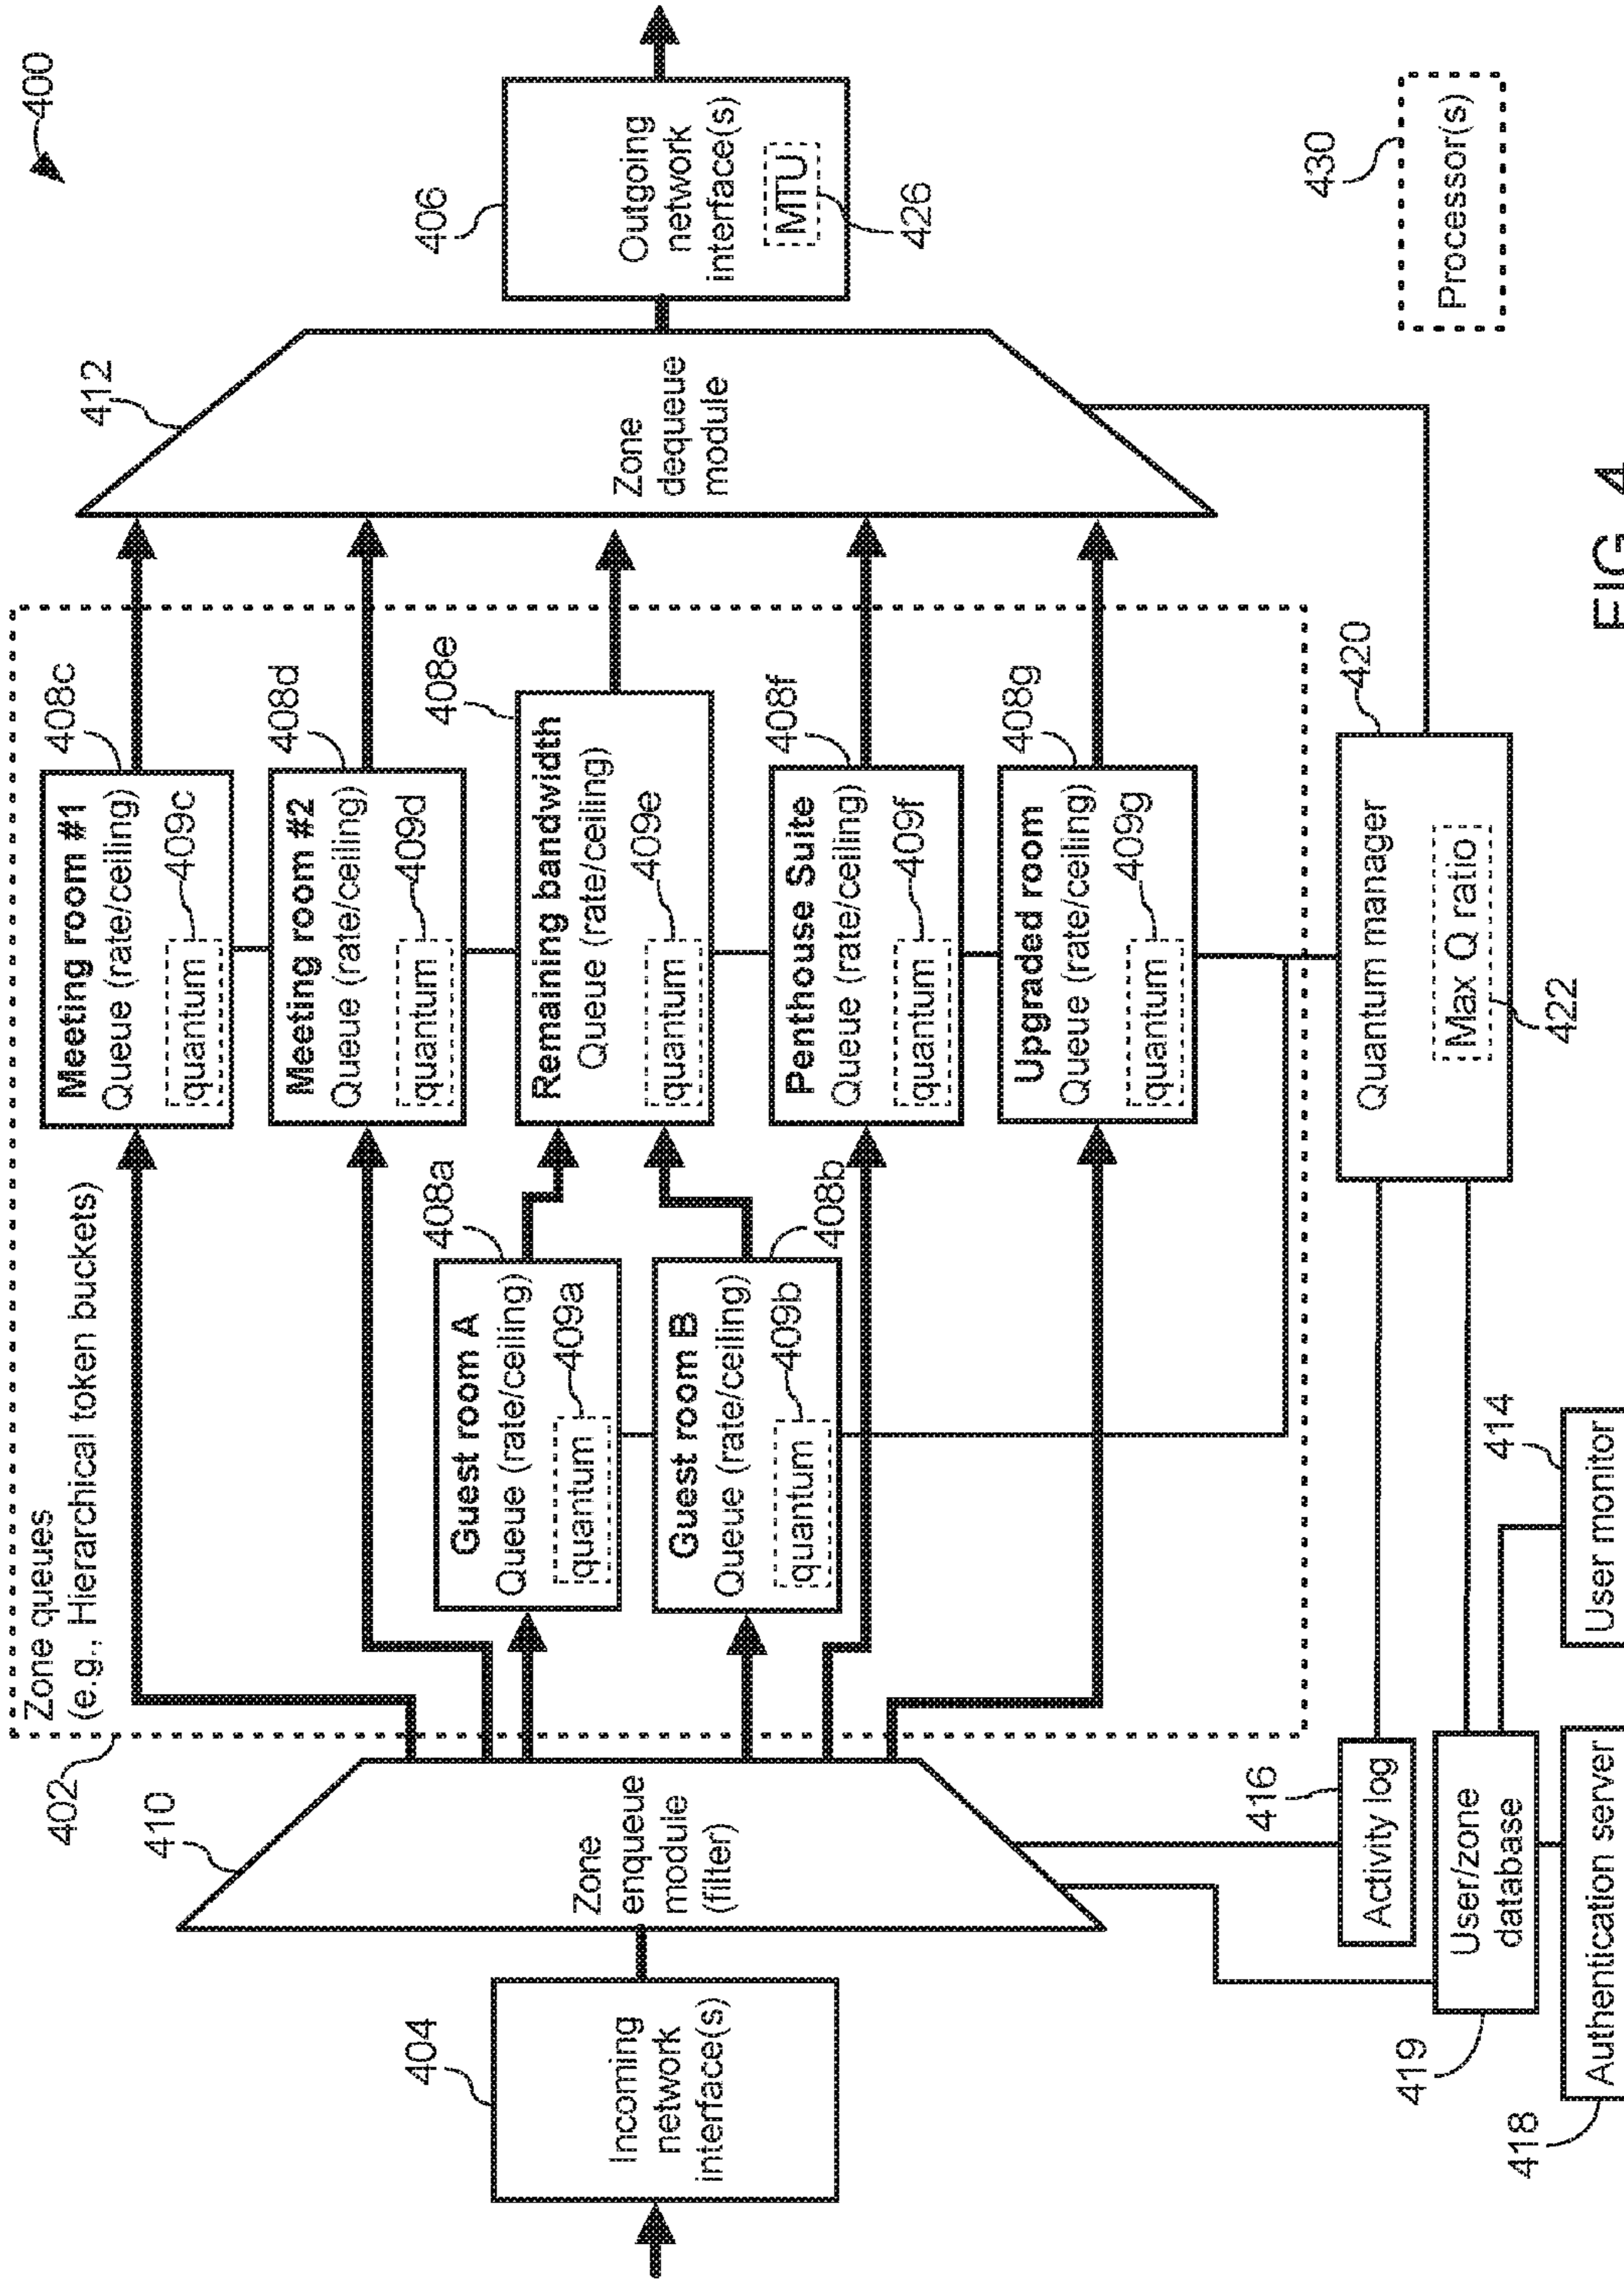 400
Zone queues
(e.g., Hierarchical token buckets)
402
410
404
Incoming
network
interface(s)
Zone
enqueue
module
(filter)
Meeting room #1
Queue (rate/ceiling)
quantum
409c
408c
Meeting room #2
Queue (rate/ceiling)
quantum
409d
408d
Guest room A
Queue (rate/ceiling)
quantum
409a
408a
Guest room B
Queue (rate/ceiling)
quantum
409b
408b
Remaining bandwidth
Queue (rate/ceiling)
quantum
409e
408e
Penthouse Suite
Queue (rate/ceiling)
quantum
409f
408f
Upgraded room
Queue (rate/ceiling)
quantum
409g
408g
412
Zone
dequeue
module
406
Outgoing
network
interface(s)
MTU
426
416
Activity log
User/zone
database
419
418
Authentication server
414
User monitor
420
Quantum manager
Max Q ratio
422
430
Processor(s)
FIG. 4